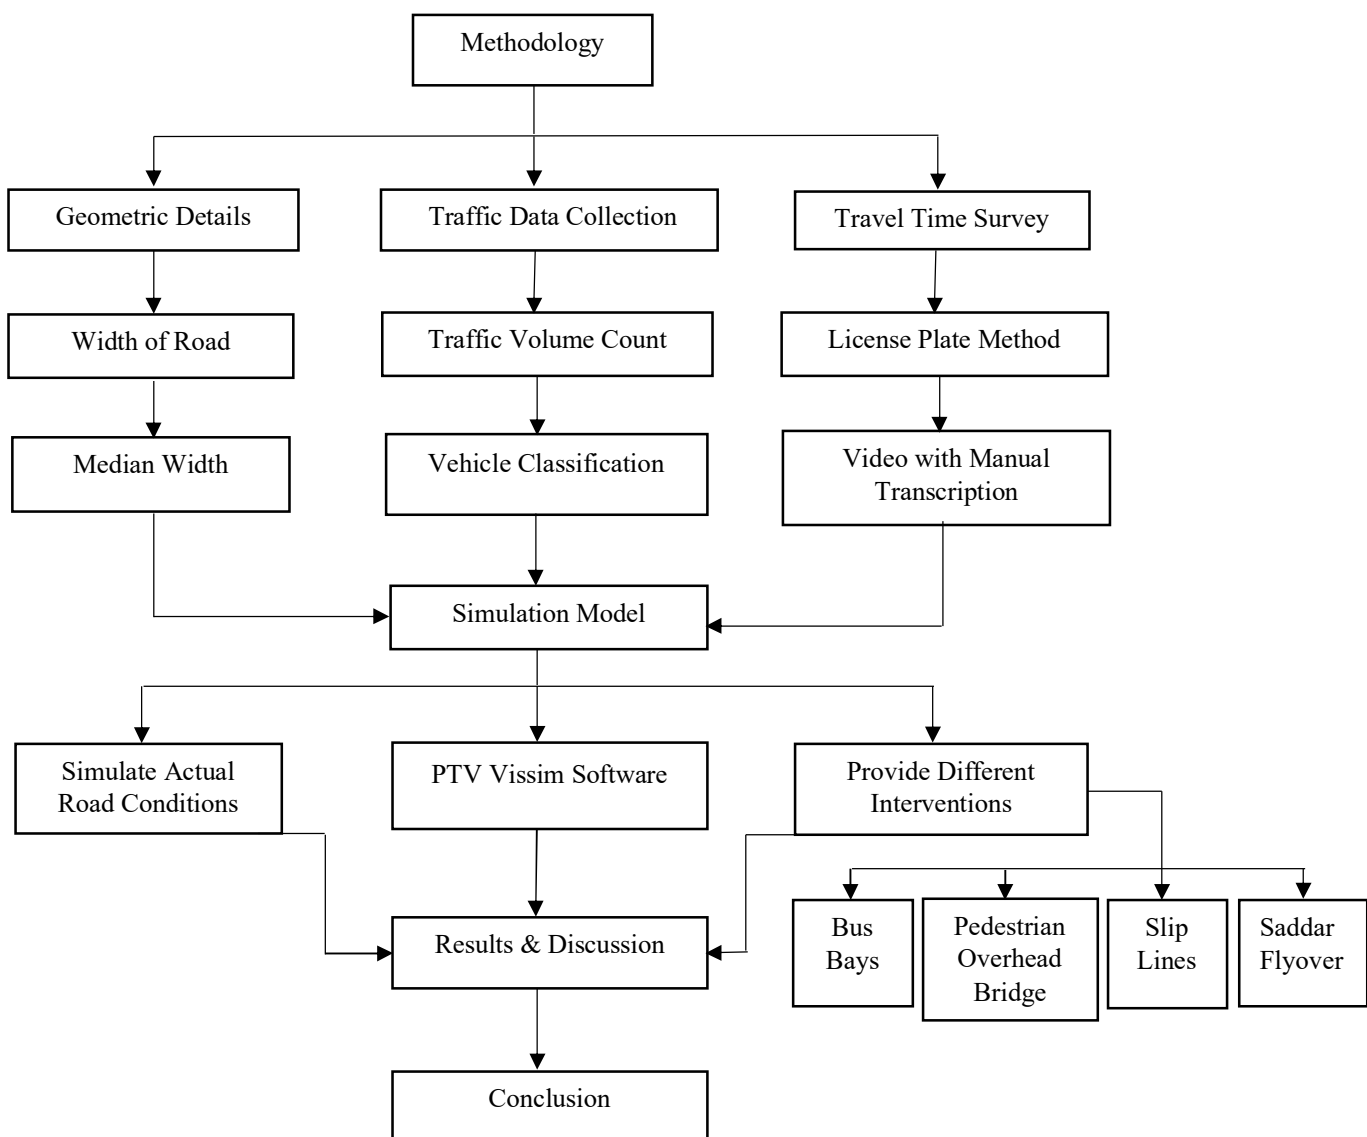 Methodology
Geometric Details
Traffic Data Collection
Travel Time Survey
Width of Road
Traffic Volume Count
License Plate Method
Median Width
Vehicle Classification
Video with Manual
Transcription
Simulation Model
Simulate Actual
Road Conditions
PTV Vissim Software
Provide Different
Interventions
Results & Discussion
Bus
Bays
Pedestrian
Overhead
Bridge
Slip
Lines
Saddar
Flyover
Conclusion